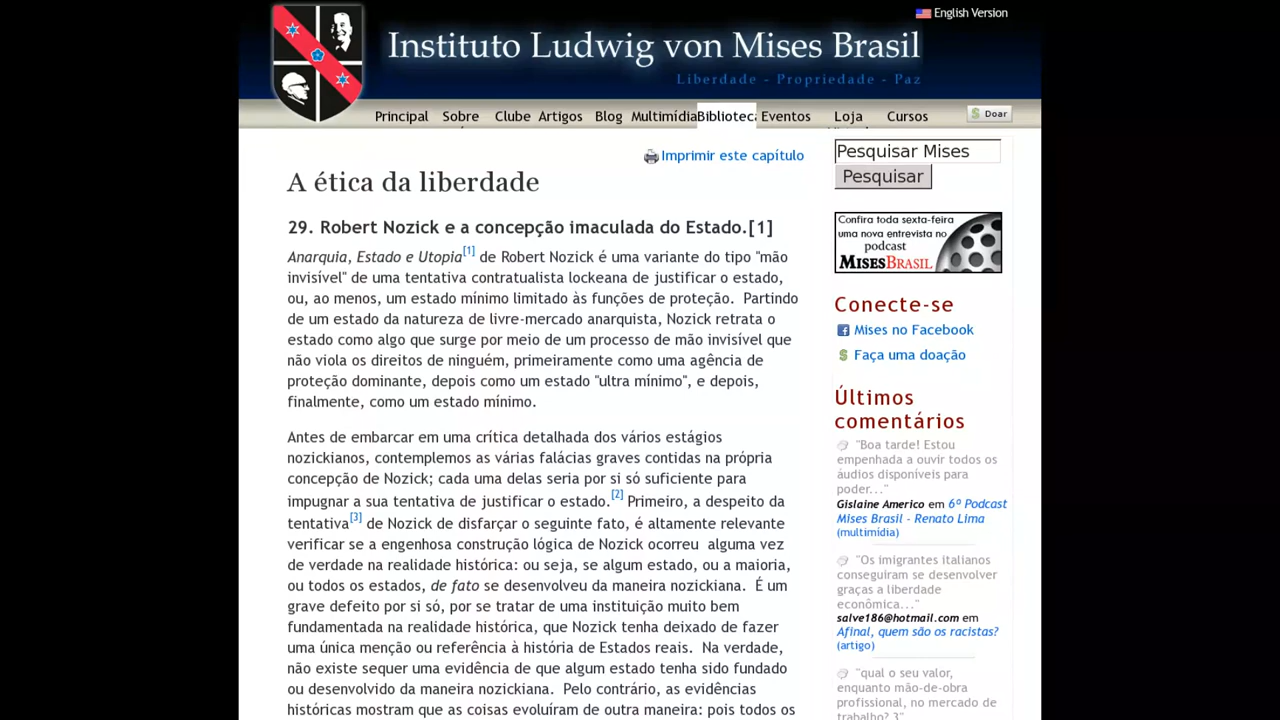 English Version
Instituto Ludwig von Mises Brasil
Liberdade - Propriedade - Paz
Principal Sobre Clube Artigos Blog Multimídia Biblioteca Eventos Loja Cursos
$ Doar
Imprimir este capítulo
A ética da liberdade
29. Robert Nozick e a concepção imaculada do Estado.[1]
Anarquia, Estado e Utopia[1] de Robert Nozick é uma variante do tipo "mão
invisível" de uma tentativa contratualista lockeana de justificar o estado,
ou, ao menos, um estado mínimo limitado às funções de proteção. Partindo
de um estado da natureza de livre-mercado anarquista, Nozick retrata o
estado como algo que surge por meio de um processo de mão invisível que
não viola os direitos de ninguém, primeiramente como uma agência de
proteção dominante, depois como um estado "ultra mínimo", e depois,
finalmente, como um estado mínimo.
Antes de embarcar em uma crítica detalhada dos vários estágios
nozickianos, contemplemos as várias falácias graves contidas na própria
concepção de Nozick; cada uma delas seria por si só suficiente para
impugnar a sua tentativa de justificar o estado.[2] Primeiro, a despeito da
tentativa[3] de Nozick de disfarçar o seguinte fato, é altamente relevante
verificar se a engenhosa construção lógica de Nozick ocorreu alguma vez
de verdade na realidade histórica: ou seja, se algum estado, ou a maioria,
ou todos os estados, de fato se desenvolveu da maneira nozickiana. É um
grave defeito por si só, por se tratar de uma instituição muito bem
fundamentada na realidade histórica, que Nozick tenha deixado de fazer
uma única menção ou referência à história de Estados reais. Na verdade,
não existe sequer uma evidência de que algum estado tenha sido fundado
ou desenvolvido da maneira nozickiana. Pelo contrário, as evidências
históricas mostram que as coisas evoluíram de outra maneira: pois todos os
Pesquisar Mises
Pesquisar
Confira toda sexta-feira
uma nova entrevista no
podcast
MISESBRASIL
Conecte-se
Mises no Facebook
$ Faça uma doação
Últimos
comentários
"Boa tarde! Estou
empenhada a ouvir todos os
áudios disponíveis para
poder..."
Gislaine Americo em 6º Podcast
Mises Brasil - Renato Lima
(multimídia)
"Os imigrantes italianos
conseguiram se desenvolver
graças a liberdade
econômica..."
salve186@hotmail.com em
Afinal, quem são os racistas?
(artigo)
"qual o seu valor,
enquanto mão-de-obra
profissional, no mercado de
trabalho? 3"